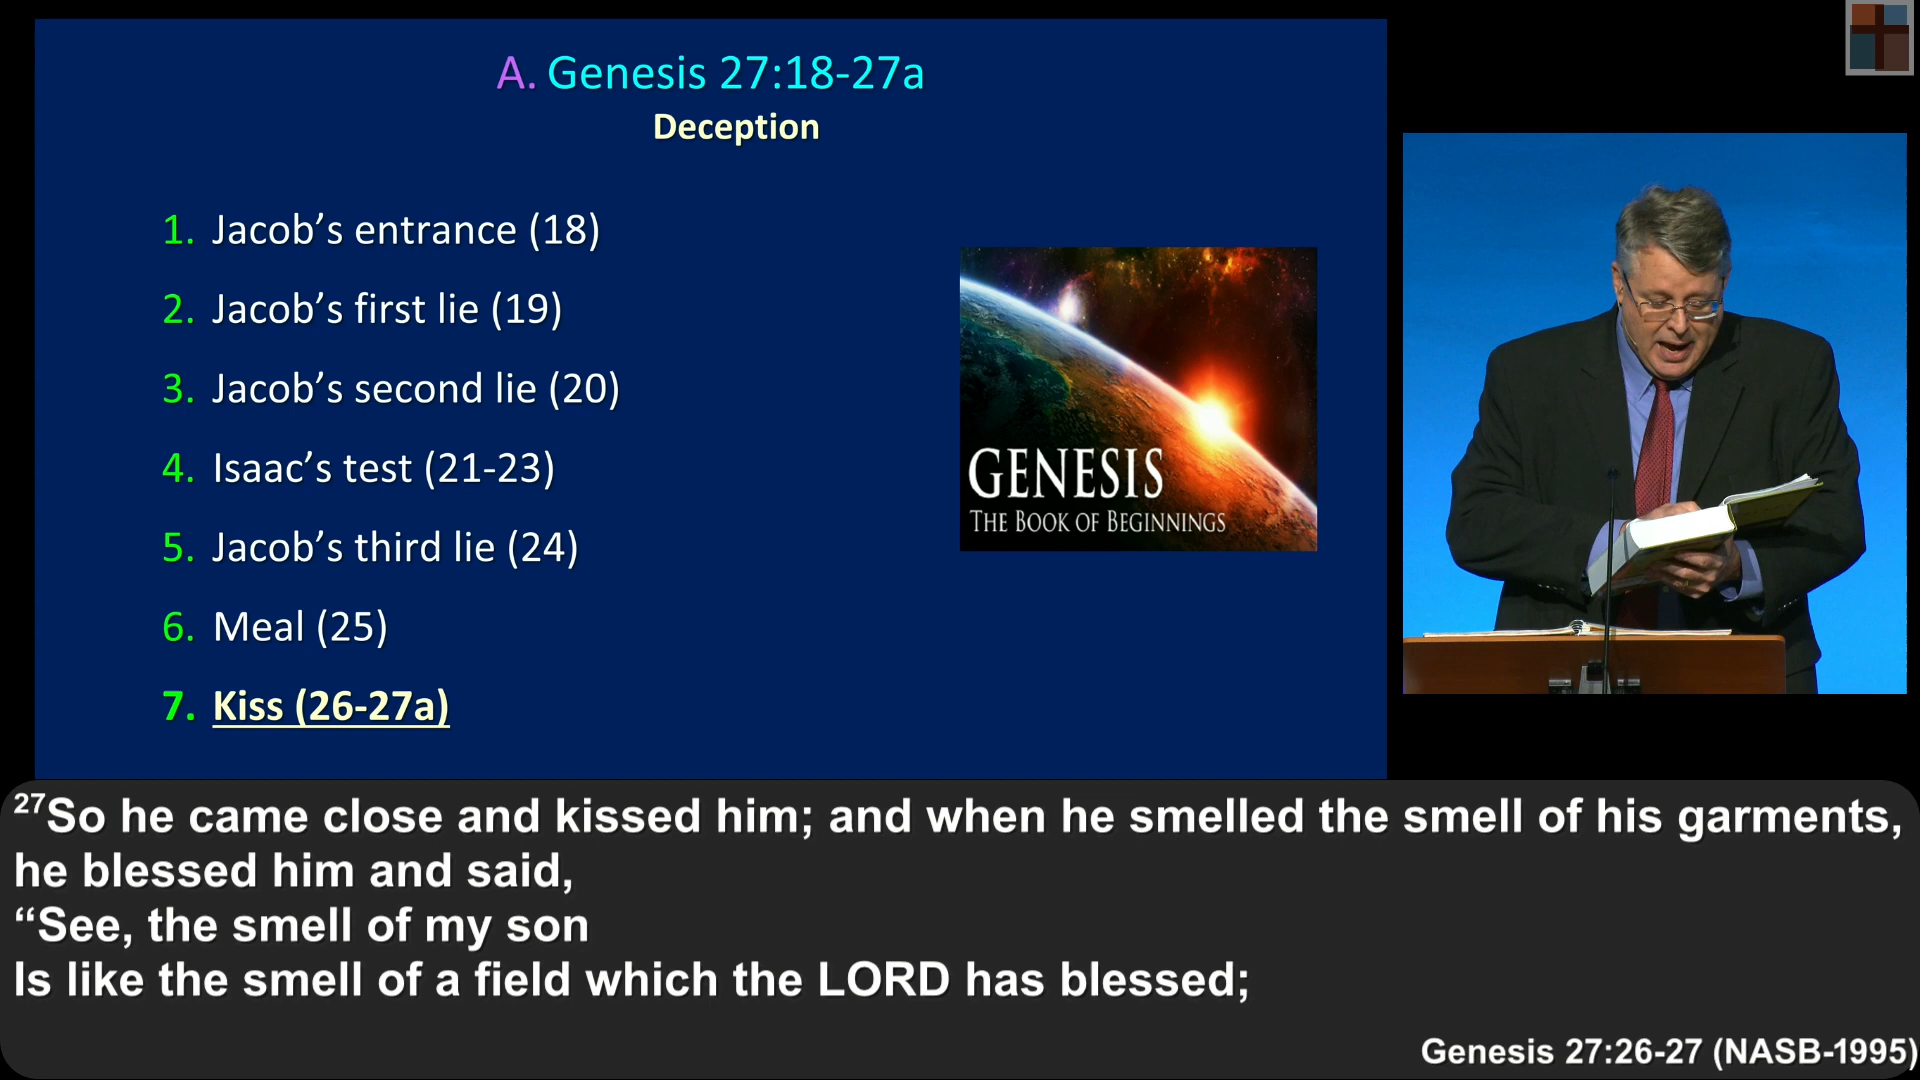 A. Genesis 27:18-27a
Deception
1. Jacob’s entrance (18)
2. Jacob’s first lie (19)
3. Jacob’s second lie (20)
4. Isaac’s test (21-23)
5. Jacob’s third lie (24)
6. Meal (25)
7. Kiss (26-27a)
GENESIS
THE BOOK OF BEGINNINGS
27So he came close and kissed him; and when he smelled the smell of his garments,
he blessed him and said,
“See, the smell of my son
Is like the smell of a field which the LORD has blessed;
Genesis 27:26-27 (NASB-1995)